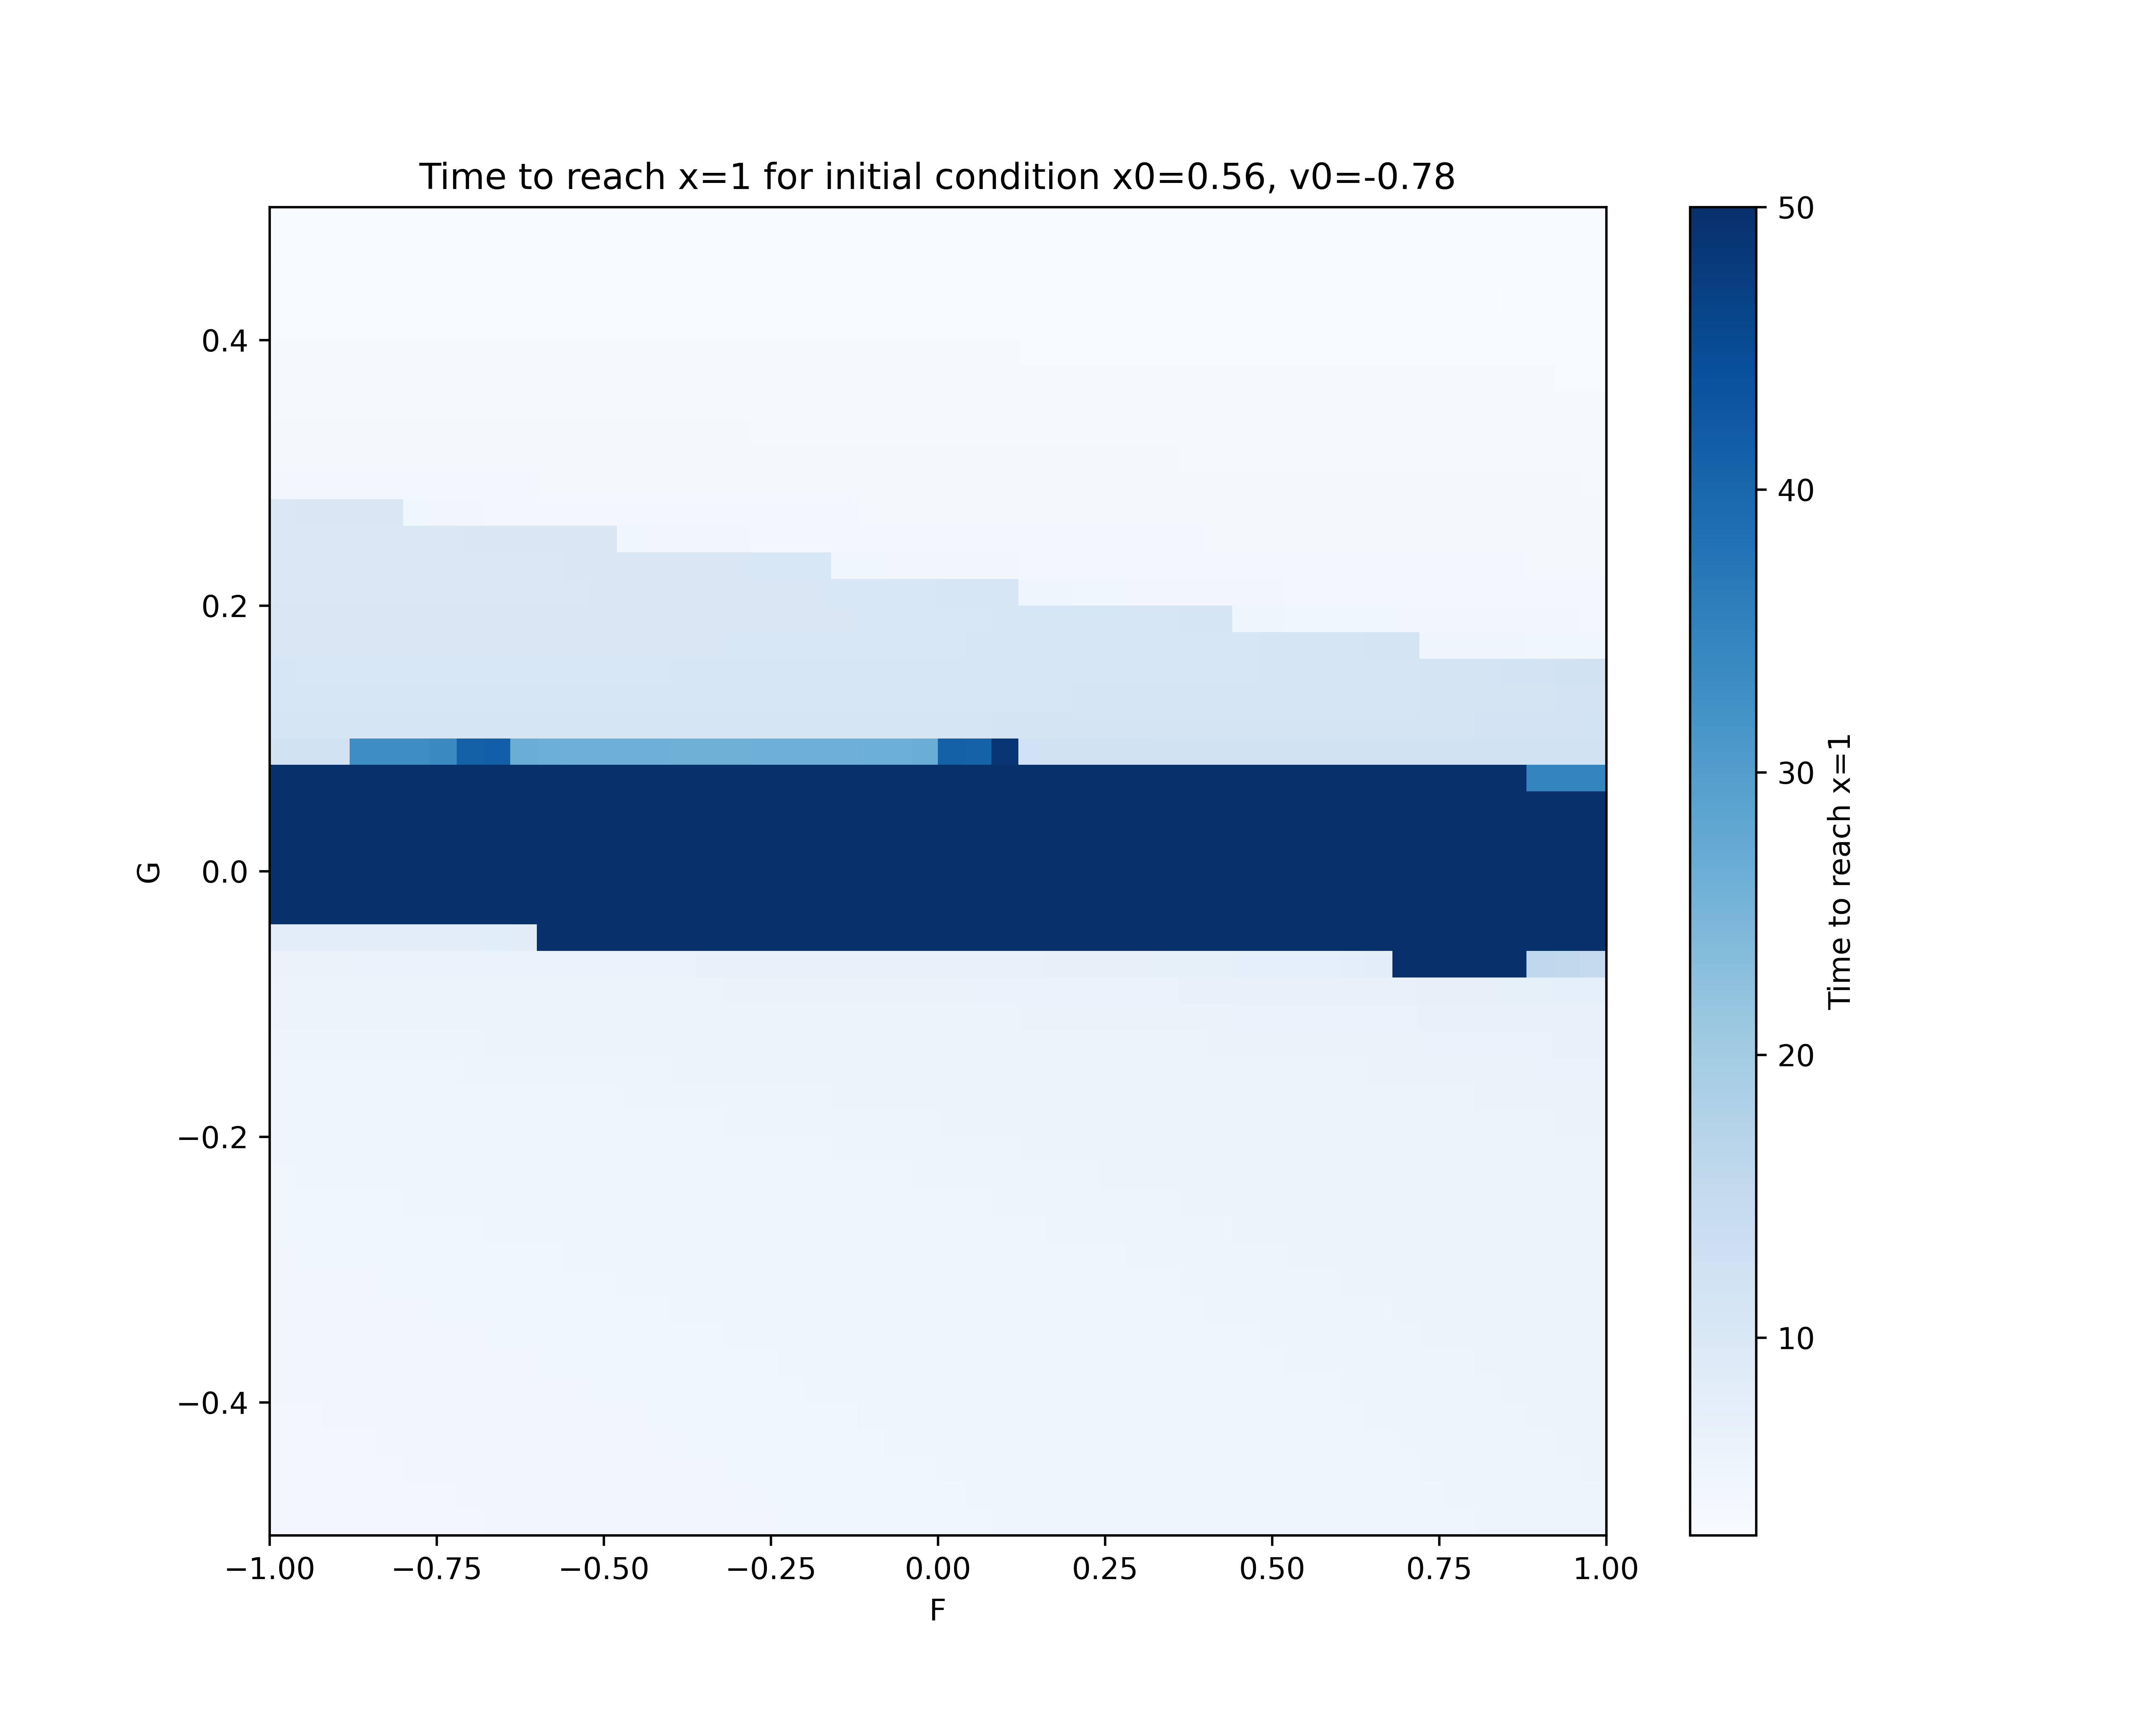 Time to reach x=1 for initial condition x0=0.56, v0=-0.78
G
0.4
0.2
0.0
−0.2
−0.4
−1.00 −0.75 −0.50 −0.25 0.00 0.25 0.50 0.75 1.00
F
50
40
30
20
10
Time to reach x=1